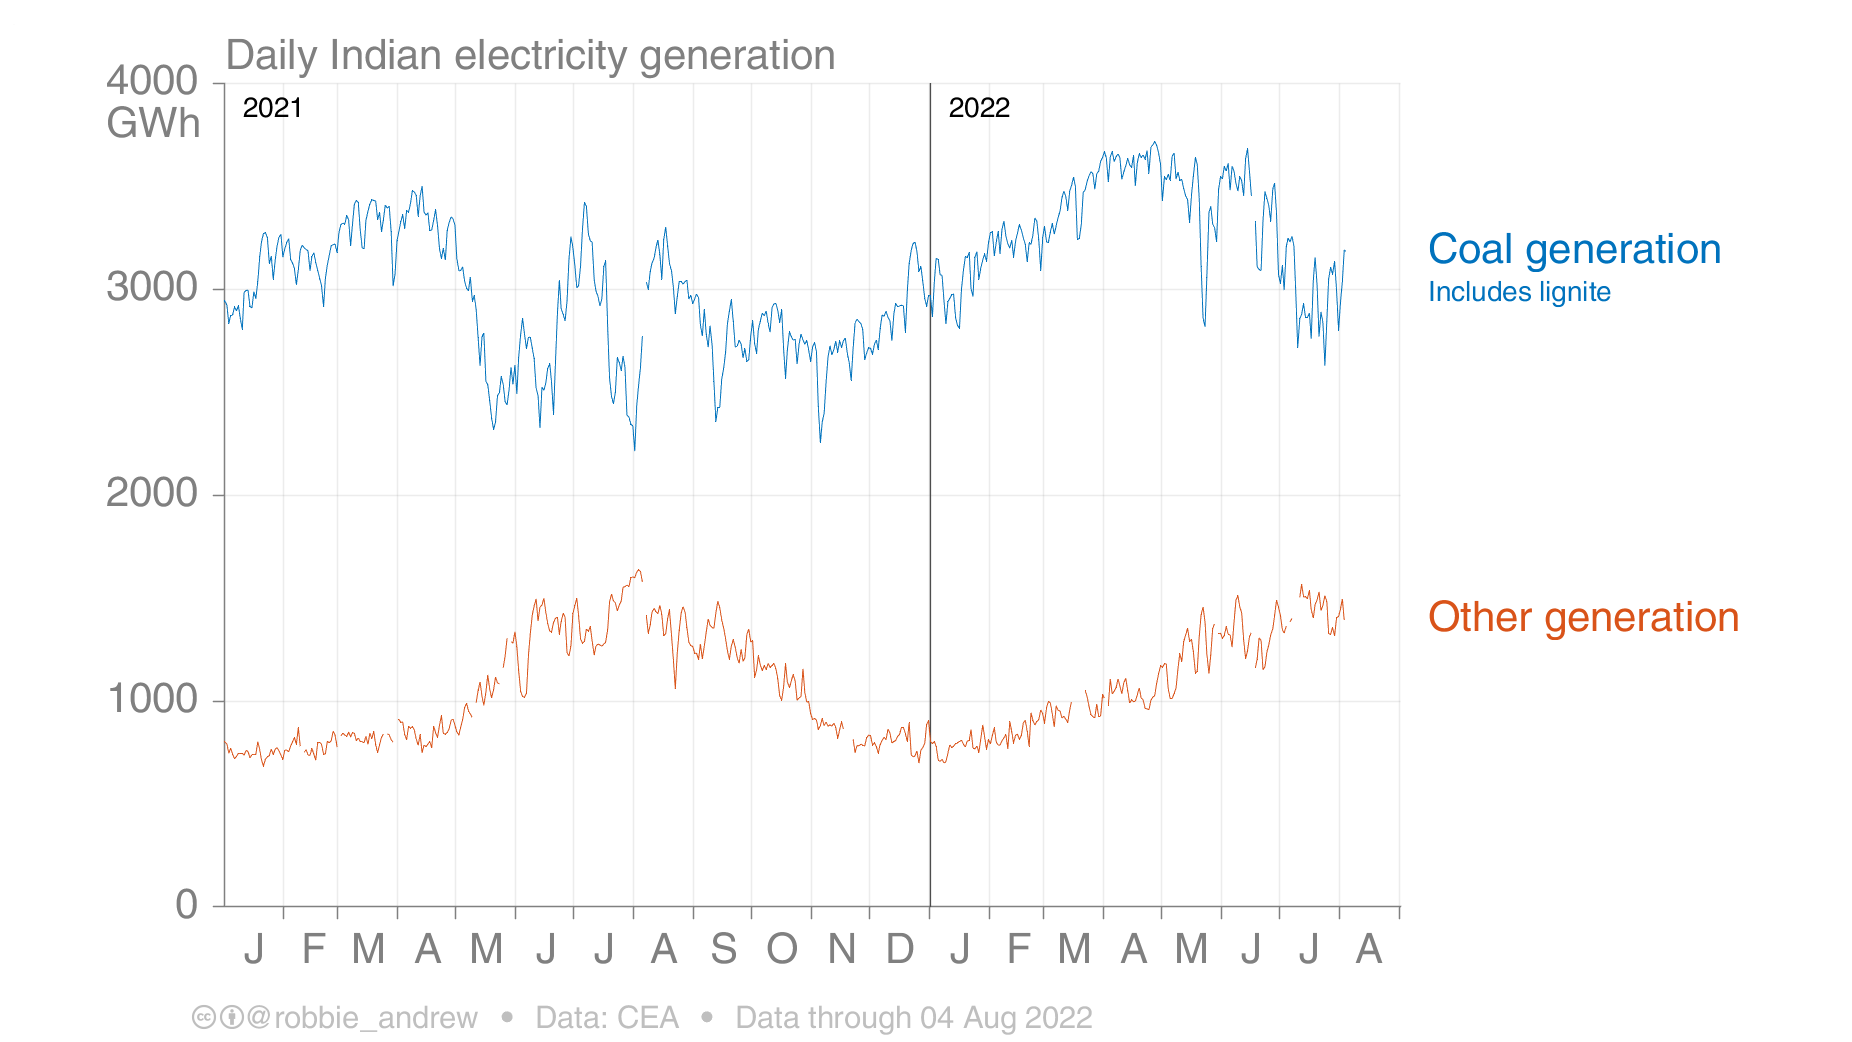 Daily Indian electricity generation
4000
GWh
2021
2022
3000
2000
1000
0
Coal generation
Includes lignite
Other generation
J F M A M J J A S O N D J F M A M J J A
cc @robbie_andrew • Data: CEA • Data through 04 Aug 2022